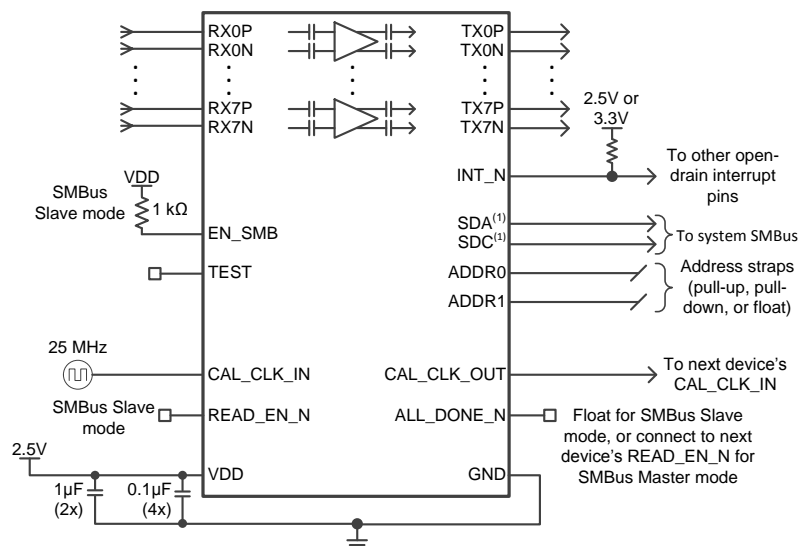 RX0P
RX0N
RX7P
RX7N
TX0P
TX0N
TX7P
TX7N
2.5V or
3.3V
INT_N
To other open-
drain interrupt
pins
SMBus
Slave mode
VDD
1 kΩ
EN_SMB
SDA(1)
SDC(1)
To system SMBus
TEST
ADDR0
ADDR1
Address straps
(pull-up, pull-
down, or float)
25 MHz
CAL_CLK_IN
CAL_CLK_OUT
To next device's
CAL_CLK_IN
SMBus Slave
mode
READ_EN_N
ALL_DONE_N
Float for SMBus Slave
mode, or connect to next
device's READ_EN_N for
SMBus Master mode
2.5V
VDD
GND
1μF
(2x)
0.1μF
(4x)